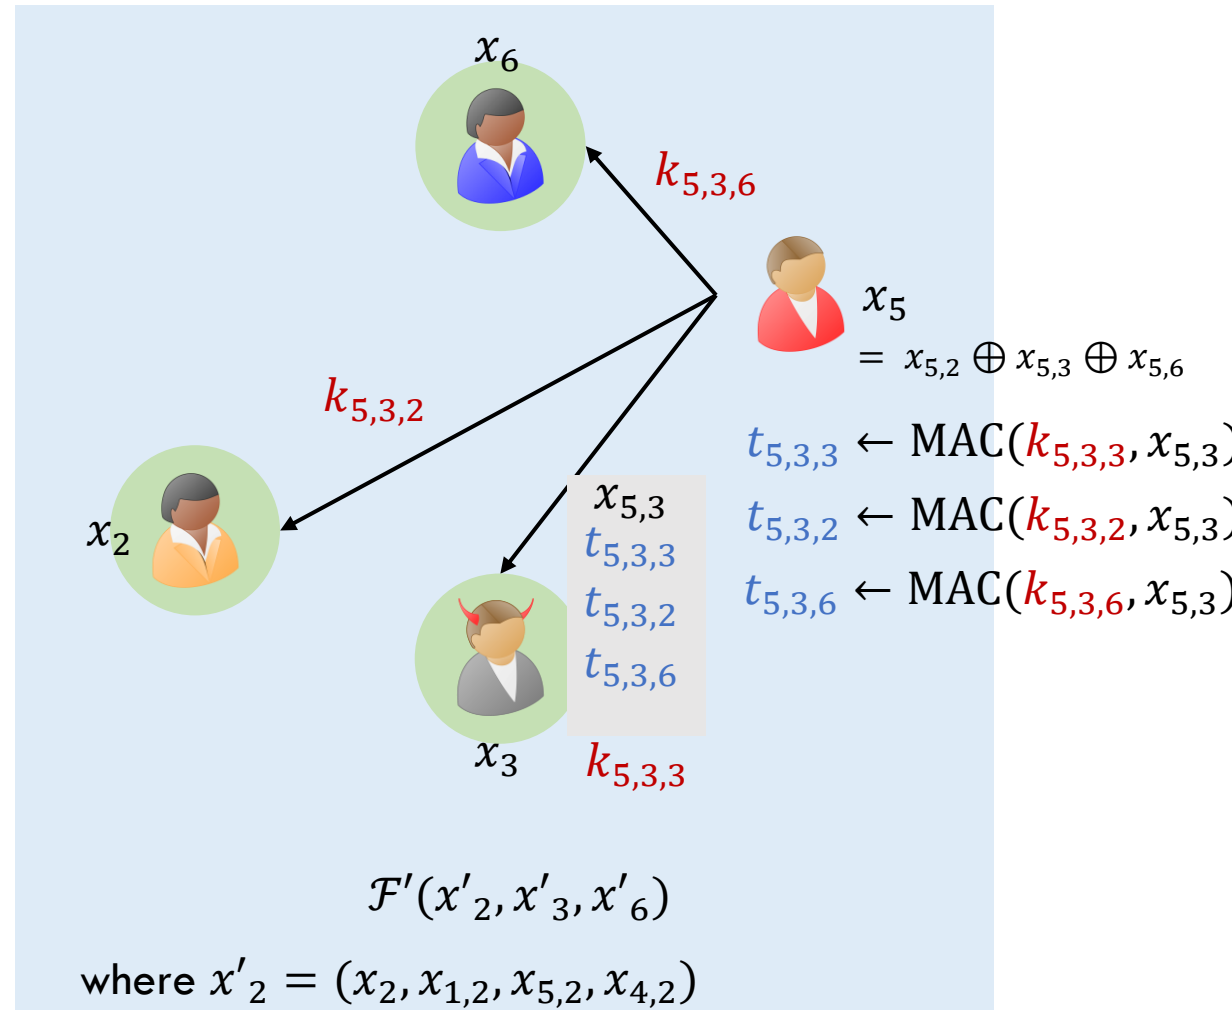 x₆
k₅,₃,₆
x₅
= x₅,₂ ⊕ x₅,₃ ⊕ x₅,₆
k₅,₃,₂
t₅,₃,₃ ← MAC(k₅,₃,₃, x₅,₃)
t₅,₃,₂ ← MAC(k₅,₃,₂, x₅,₃)
t₅,₃,₆ ← MAC(k₅,₃,₆, x₅,₃)
x₂
x₅,₃
t₅,₃,₃
t₅,₃,₂
t₅,₃,₆
x₃
k₅,₃,₃
ℱ′(x′₂, x′₃, x′₆)
where x′₂ = (x₂, x₁,₂, x₅,₂, x₄,₂)